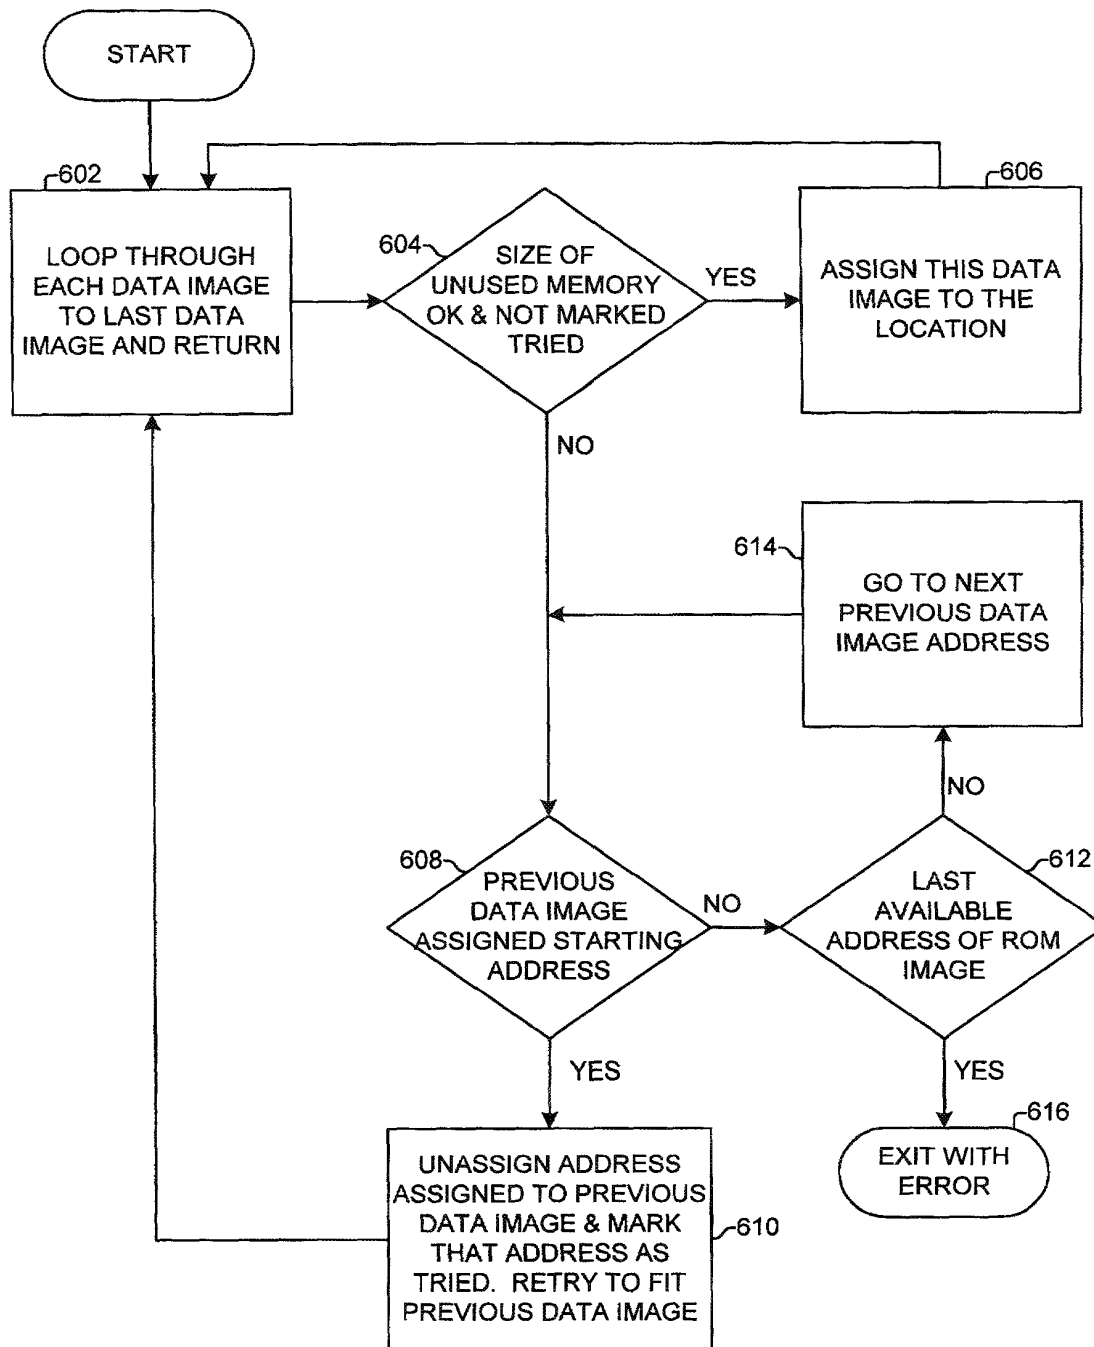 START
602
LOOP THROUGH
EACH DATA IMAGE
TO LAST DATA
IMAGE AND RETURN
604
SIZE OF
UNUSED MEMORY
OK & NOT MARKED
TRIED
YES
606
ASSIGN THIS DATA
IMAGE TO THE
LOCATION
NO
614
GO TO NEXT
PREVIOUS DATA
IMAGE ADDRESS
NO
608
PREVIOUS
DATA IMAGE
ASSIGNED STARTING
ADDRESS
NO
612
LAST
AVAILABLE
ADDRESS OF ROM
IMAGE
YES
YES
616
EXIT WITH
ERROR
UNASSIGN ADDRESS
ASSIGNED TO PREVIOUS
DATA IMAGE & MARK
THAT ADDRESS AS
TRIED.  RETRY TO FIT
PREVIOUS DATA IMAGE
610